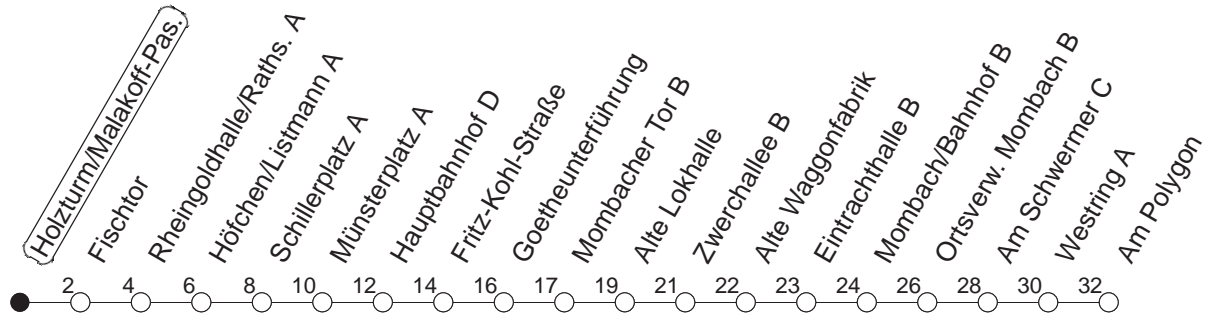 Holzturm/Malakoff-Pas.
Fischtor
Rheingoldhalle/Raths. A
Höfchen/Listmann A
Schillerplatz A
Münsterplatz A
Hauptbahnhof D
Fritz-Kohl-Straße
Goetheunterführung
Mombacher Tor B
Alte Lokhalle
Zwerchallee B
Alte Waggonfabrik
Eintrachthalle B
Mombach/Bahnhof B
Ortsverw. Mombach B
Am Schwermer C
Westring A
Am Polygon
2 4 6 8 10 12 14 16 17 19 21 22 23 24 26 28 30 32